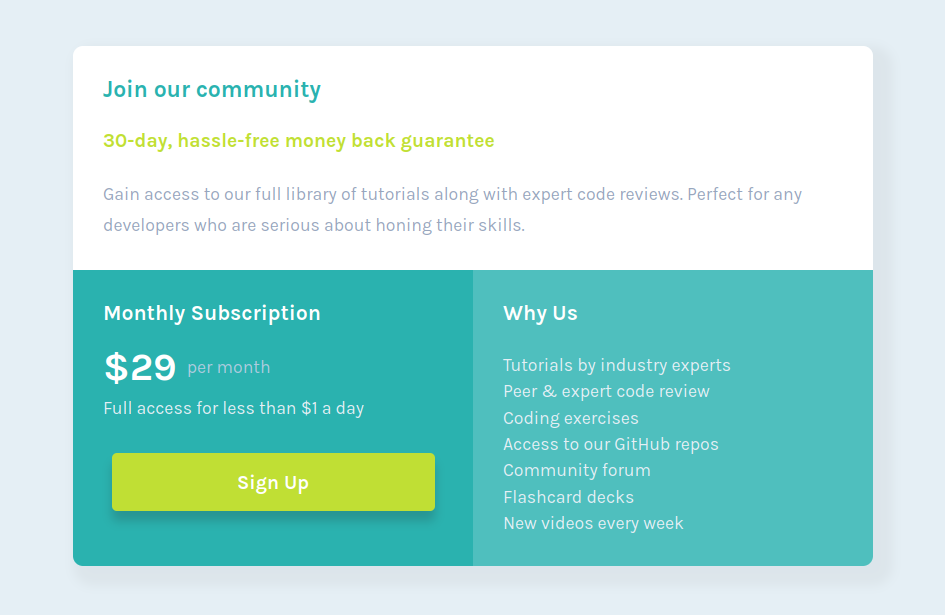 Join our community
30-day, hassle-free money back guarantee
Gain access to our full library of tutorials along with expert code reviews. Perfect for any
developers who are serious about honing their skills.
Monthly Subscription
$29 per month
Full access for less than $1 a day
Sign Up
Why Us
Tutorials by industry experts
Peer & expert code review
Coding exercises
Access to our GitHub repos
Community forum
Flashcard decks
New videos every week